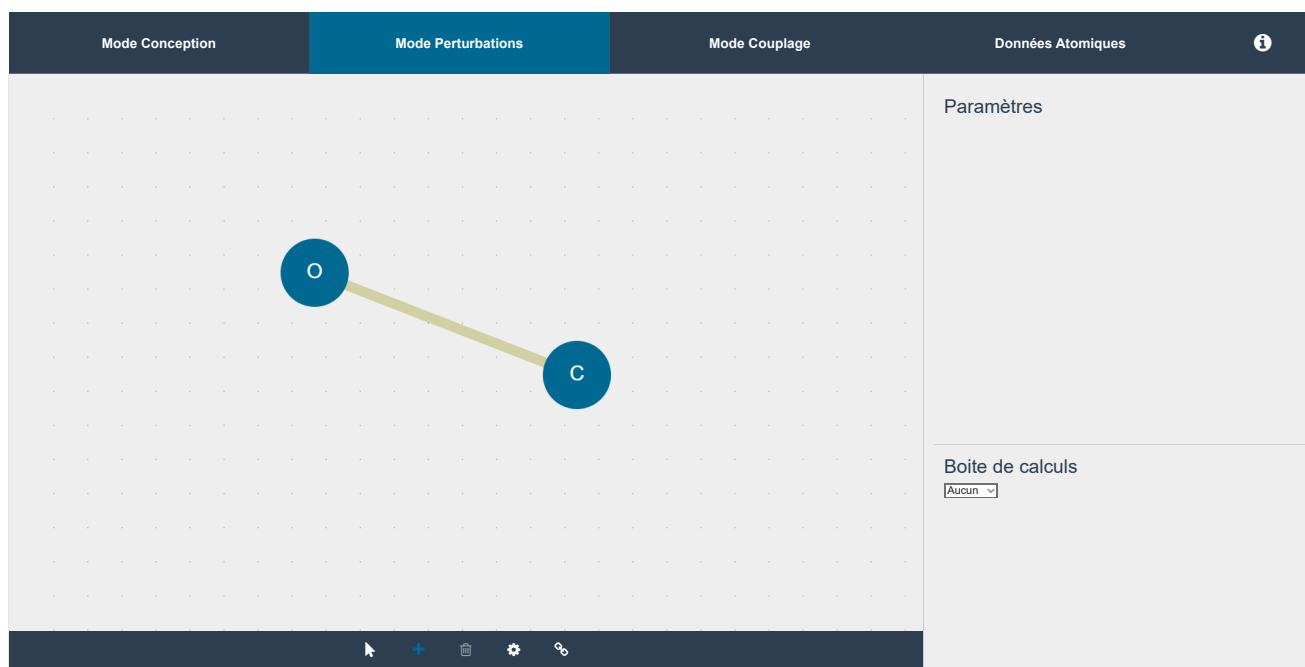 Mode Conception
Mode Perturbations
Mode Couplage
Données Atomiques
Paramètres
O
C
Boite de calculs
Aucun